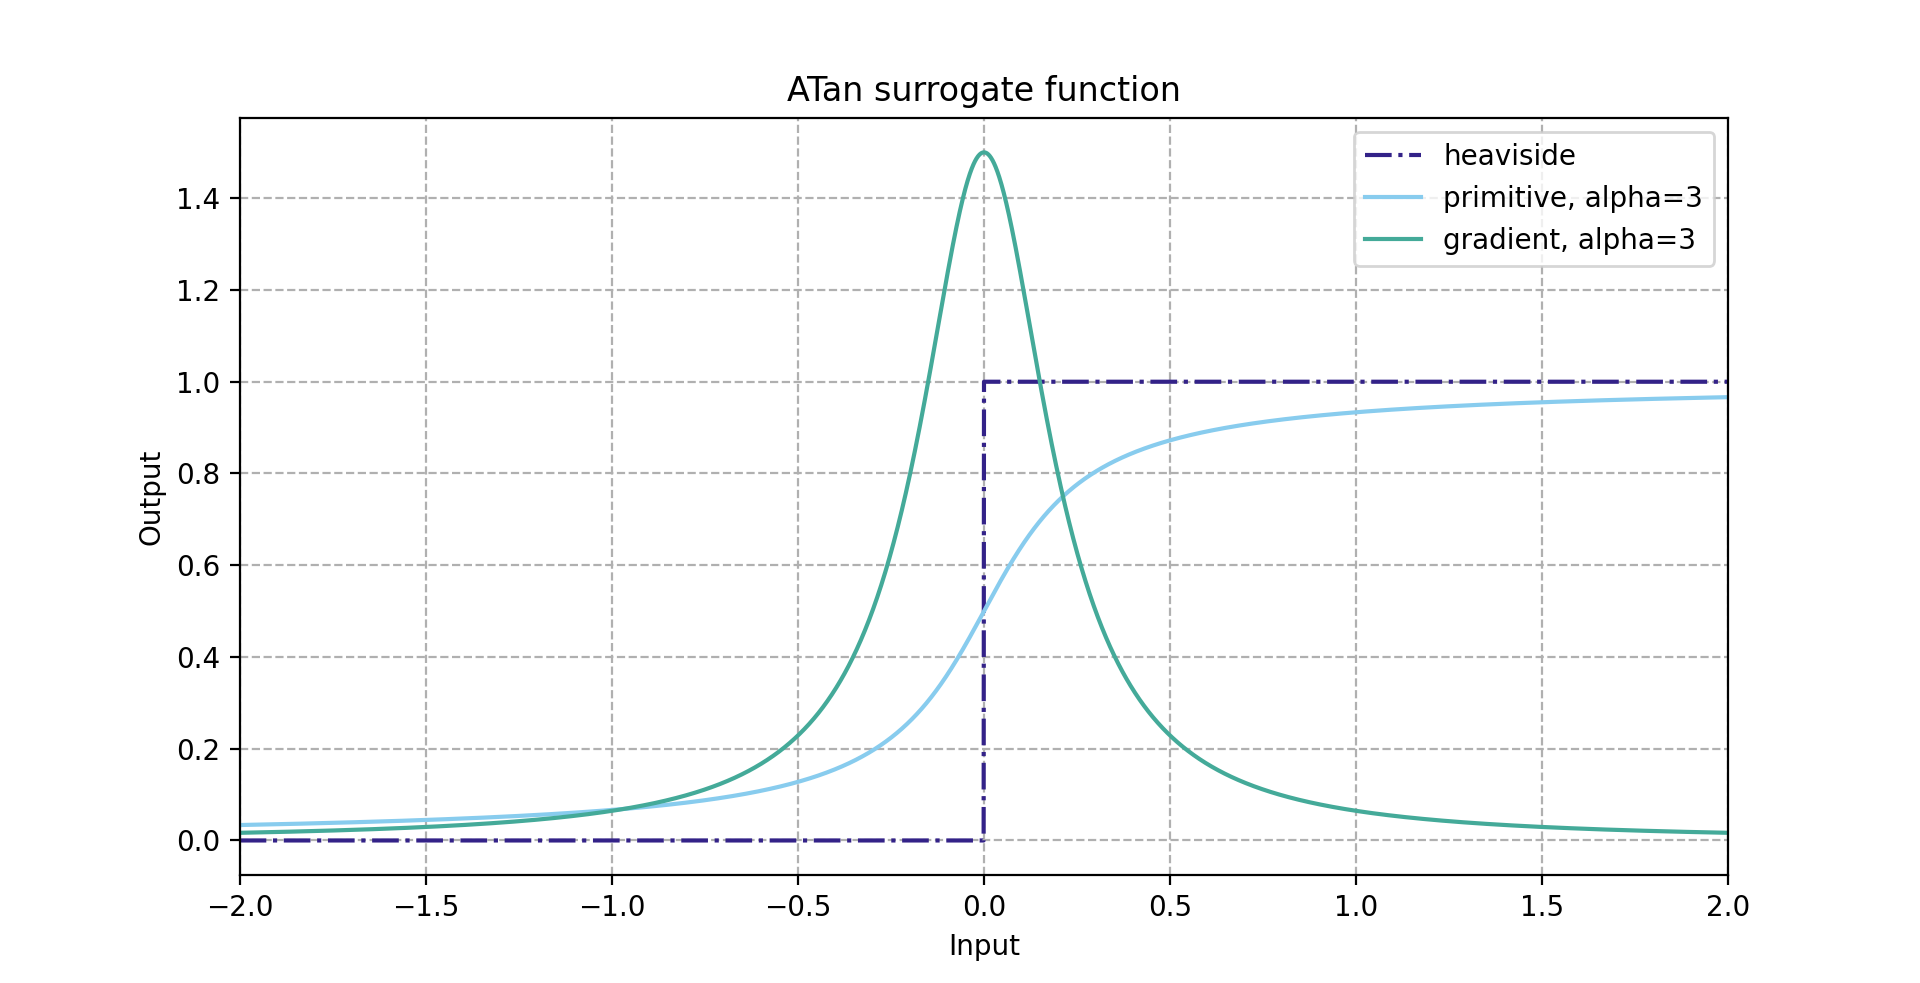 ATan surrogate function
heaviside
primitive, alpha=3
gradient, alpha=3
1.4
1.2
1.0
0.8
0.6
0.4
0.2
0.0
Output
−2.0 −1.5 −1.0 −0.5 0.0 0.5 1.0 1.5 2.0
Input